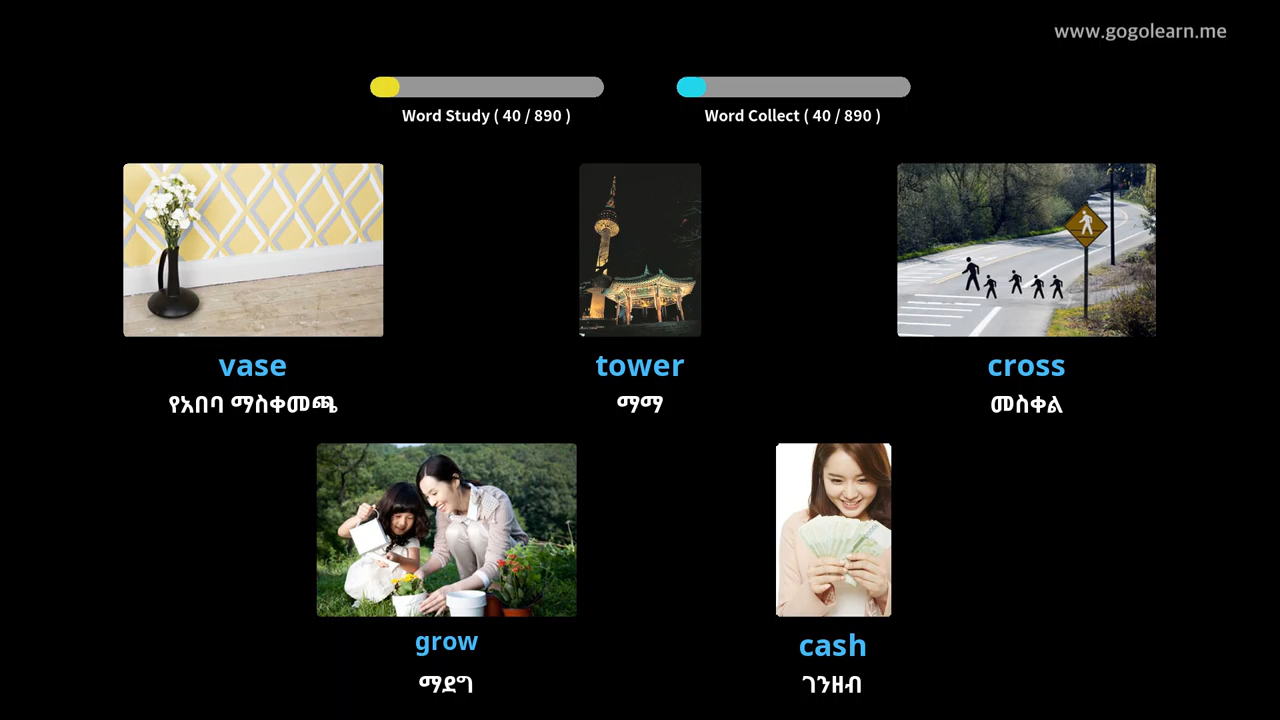 www.gogolearn.me
Word Study ( 40 / 890 )
Word Collect ( 40 / 890 )
vase
የአበባ ማስቀመጫ
tower
ማማ
cross
መስቀል
grow
ማደግ
cash
ገንዘብ